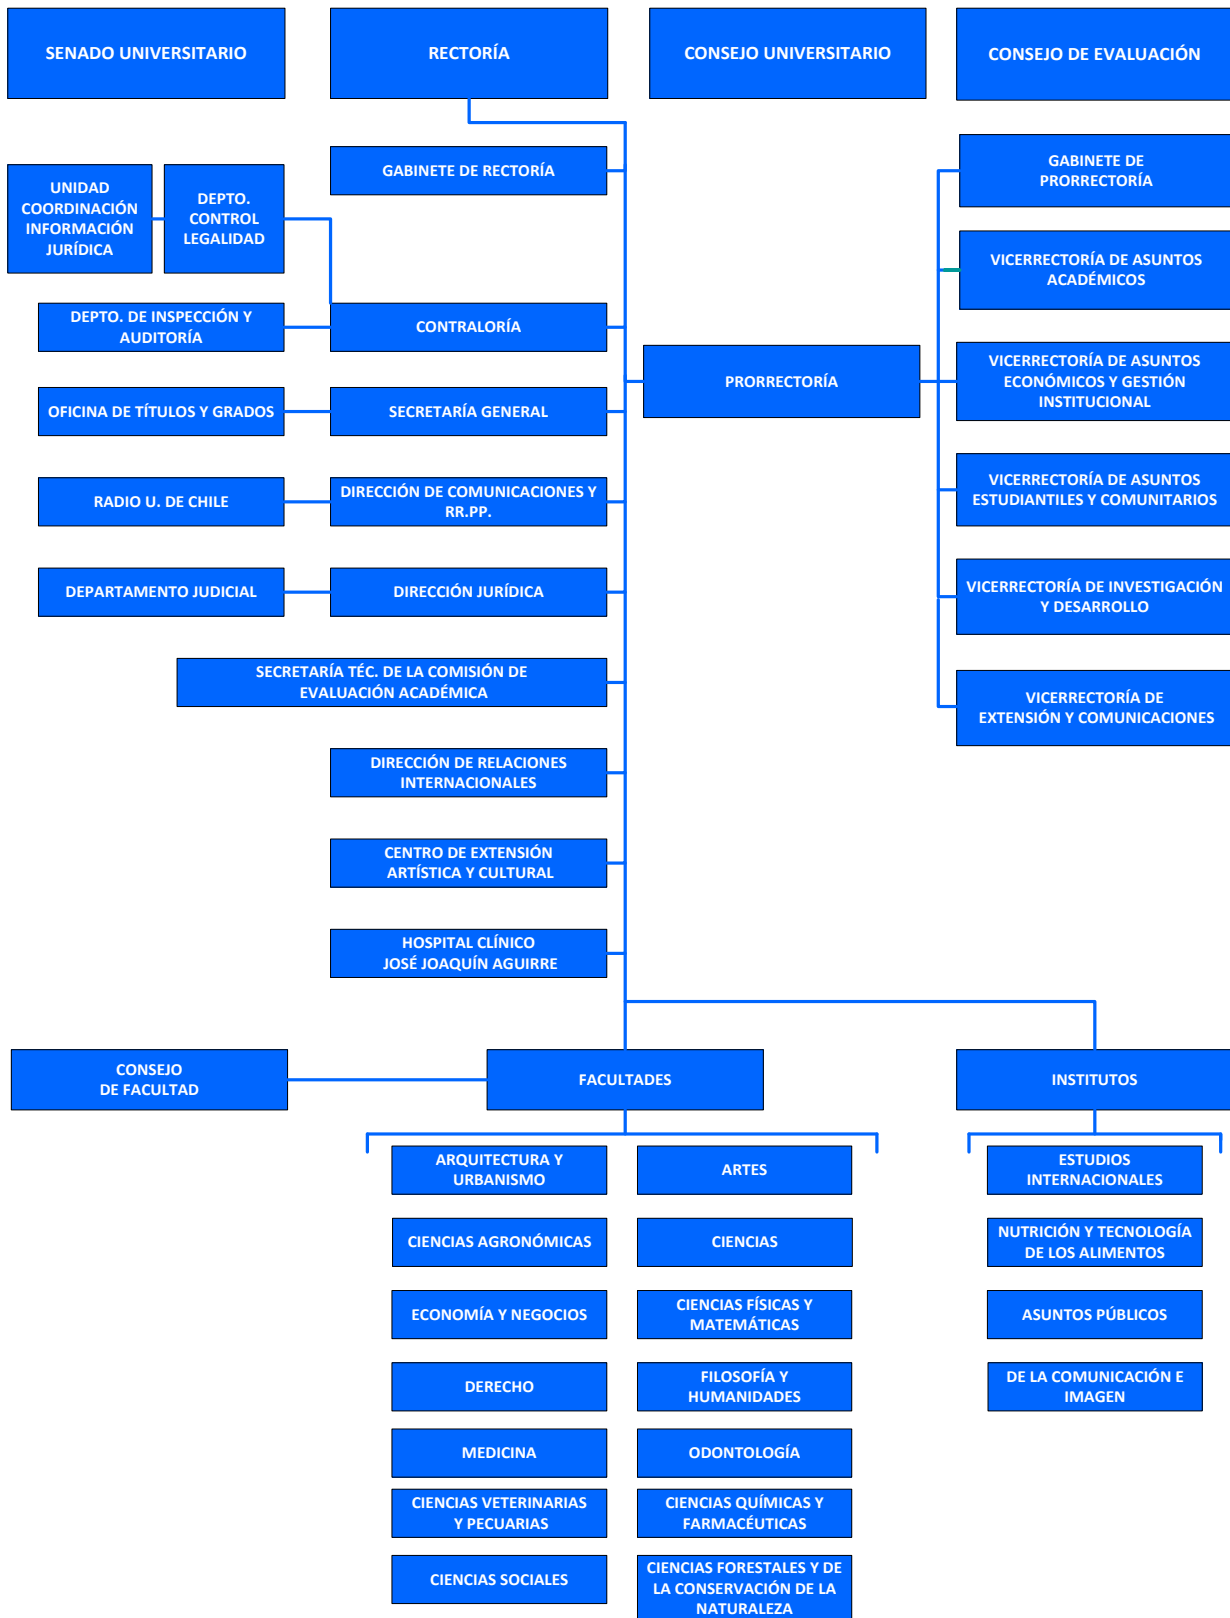 SENADO UNIVERSITARIO
RECTORÍA
CONSEJO UNIVERSITARIO
CONSEJO DE EVALUACIÓN
GABINETE DE RECTORÍA
GABINETE DE
PRORRECTORÍA
UNIDAD
COORDINACIÓN
INFORMACIÓN
JURÍDICA
DEPTO.
CONTROL
LEGALIDAD
VICERRECTORÍA DE ASUNTOS
ACADÉMICOS
DEPTO. DE INSPECCIÓN Y
AUDITORÍA
CONTRALORÍA
PRORRECTORÍA
VICERRECTORÍA DE ASUNTOS
ECONÓMICOS Y GESTIÓN
INSTITUCIONAL
OFICINA DE TÍTULOS Y GRADOS
SECRETARÍA GENERAL
RADIO U. DE CHILE
DIRECCIÓN DE COMUNICACIONES Y
RR.PP.
VICERRECTORÍA DE ASUNTOS
ESTUDIANTILES Y COMUNITARIOS
DEPARTAMENTO JUDICIAL
DIRECCIÓN JURÍDICA
VICERRECTORÍA DE INVESTIGACIÓN
Y DESARROLLO
SECRETARÍA TÉC. DE LA COMISIÓN DE
EVALUACIÓN ACADÉMICA
VICERRECTORÍA DE
EXTENSIÓN Y COMUNICACIONES
DIRECCIÓN DE RELACIONES
INTERNACIONALES
CENTRO DE EXTENSIÓN
ARTÍSTICA Y CULTURAL
HOSPITAL CLÍNICO
JOSÉ JOAQUÍN AGUIRRE
CONSEJO
DE FACULTAD
FACULTADES
INSTITUTOS
ARQUITECTURA Y
URBANISMO
ARTES
ESTUDIOS
INTERNACIONALES
CIENCIAS AGRONÓMICAS
CIENCIAS
NUTRICIÓN Y TECNOLOGÍA
DE LOS ALIMENTOS
ECONOMÍA Y NEGOCIOS
CIENCIAS FÍSICAS Y
MATEMÁTICAS
ASUNTOS PÚBLICOS
DERECHO
FILOSOFÍA Y
HUMANIDADES
DE LA COMUNICACIÓN E
IMAGEN
MEDICINA
ODONTOLOGÍA
CIENCIAS VETERINARIAS
Y PECUARIAS
CIENCIAS QUÍMICAS Y
FARMACÉUTICAS
CIENCIAS SOCIALES
CIENCIAS FORESTALES Y DE
LA CONSERVACIÓN DE LA
NATURALEZA